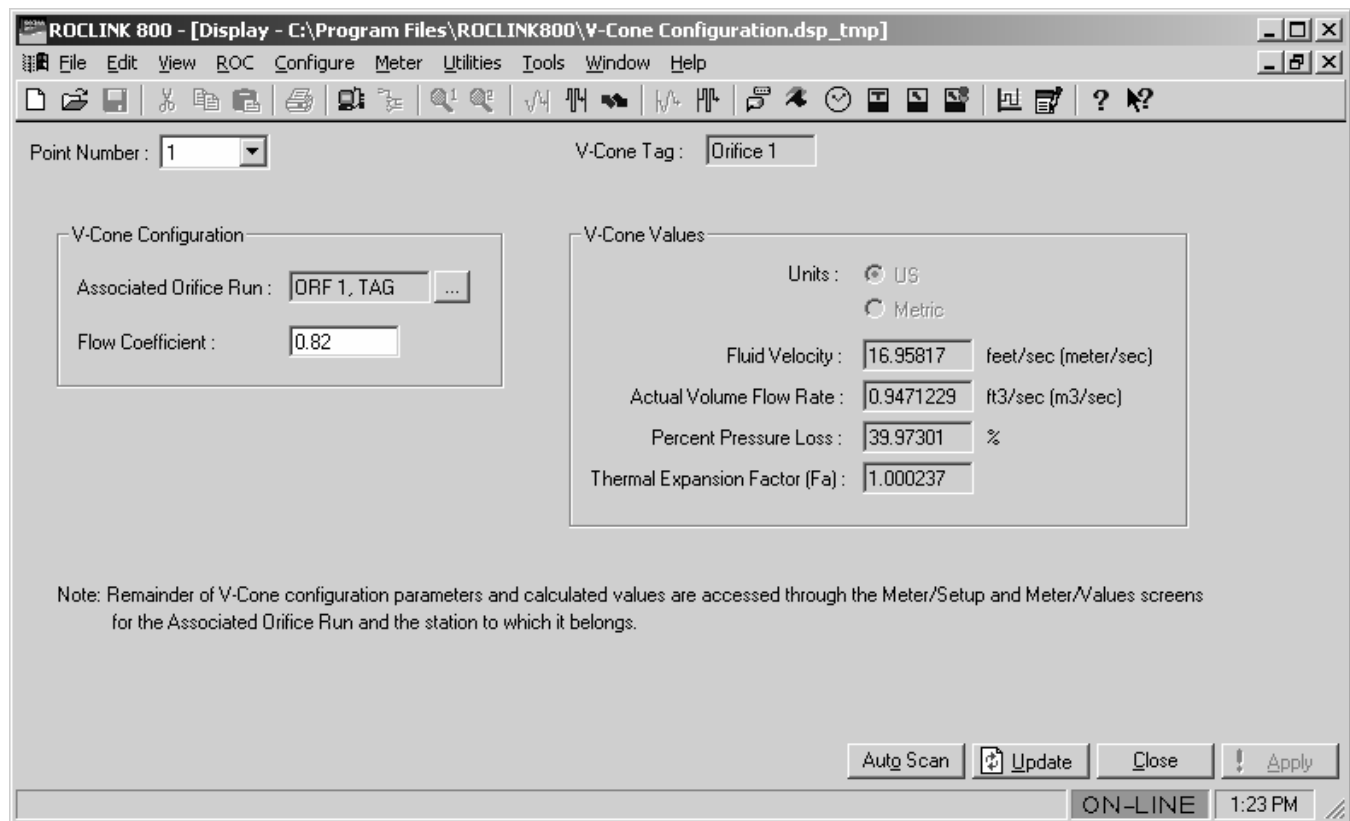 ROCLINK 800 - [Display - C:\Program Files\ROCLINK800\V-Cone Configuration.dsp_tmp]
File Edit View ROC Configure Meter Utilities Tools Window Help
Point Number : 1
V-Cone Tag : Orifice 1
V-Cone Configuration
Associated Orifice Run : ORF 1, TAG ...
Flow Coefficient : 0.82
V-Cone Values
Units : US
Metric
Fluid Velocity : 16.95817 feet/sec (meter/sec)
Actual Volume Flow Rate : 0.9471229 ft3/sec (m3/sec)
Percent Pressure Loss : 39.97301 %
Thermal Expansion Factor (Fa) : 1.000237
Note: Remainder of V-Cone configuration parameters and calculated values are accessed through the Meter/Setup and Meter/Values screens
for the Associated Orifice Run and the station to which it belongs.
Auto Scan Update Close ! Apply
ON-LINE 1:23 PM